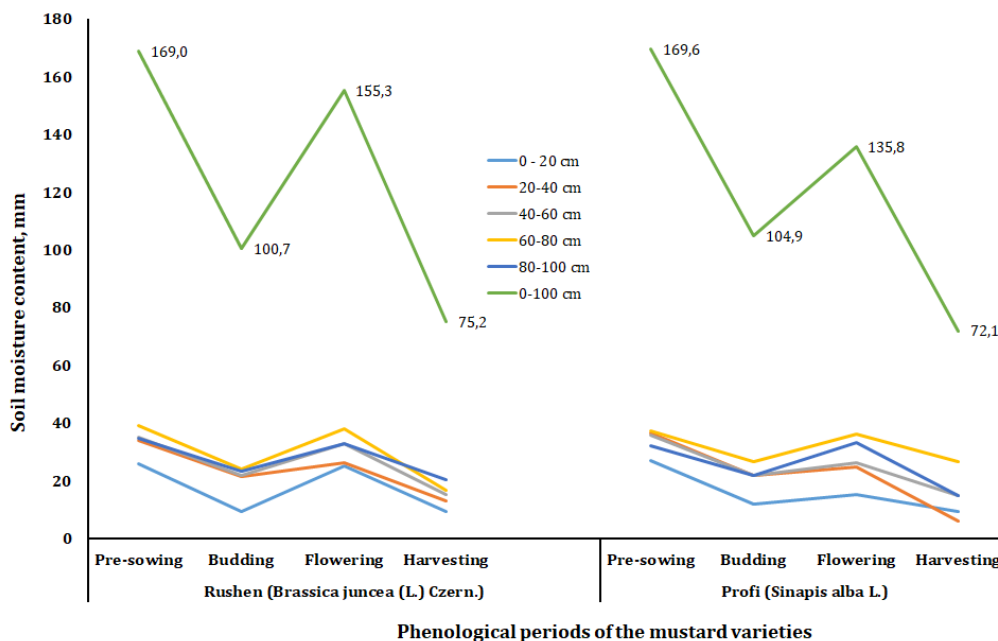 180
160
140
120
100
80
60
40
20
0
Soil moisture content, mm
169,0
100,7
155,3
75,2
0 - 20 cm
20-40 cm
40-60 cm
60-80 cm
80-100 cm
0-100 cm
169,6
104,9
135,8
72,1
Pre-sowing Budding Flowering Harvesting
Pre-sowing Budding Flowering Harvesting
Rushen (Brassica juncea (L.) Czern.)
Profi (Sinapis alba L.)
Phenological periods of the mustard varieties